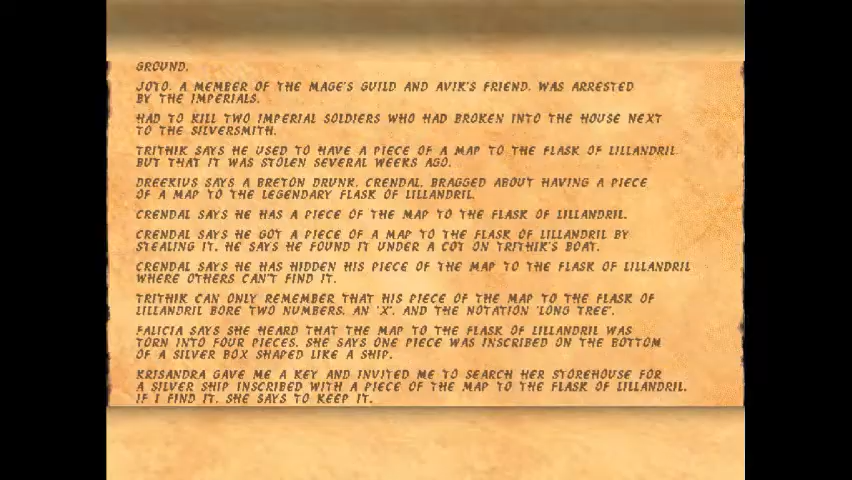 GROUND.
JOTO, A MEMBER OF THE MAGE'S GUILD AND AVIK'S FRIEND, WAS ARRESTED
BY THE IMPERIALS.
HAD TO KILL TWO IMPERIAL SOLDIERS WHO HAD BROKEN INTO THE HOUSE NEXT
TO THE SILVERSMITH.
TRITHIK SAYS HE USED TO HAVE A PIECE OF A MAP TO THE FLASK OF LILLANDRIL
BUT THAT IT WAS STOLEN SEVERAL WEEKS AGO.
DREEKIUS SAYS A BRETON DRUNK, CRENDAL, BRAGGED ABOUT HAVING A PIECE
OF A MAP TO THE LEGENDARY FLASK OF LILLANDRIL.
CRENDAL SAYS HE HAS A PIECE OF THE MAP TO THE FLASK OF LILLANDRIL.
CRENDAL SAYS HE GOT A PIECE OF A MAP TO THE FLASK OF LILLANDRIL BY
STEALING IT. HE SAYS HE FOUND IT UNDER A COT ON TRITHIK'S BOAT.
CRENDAL SAYS HE HAS HIDDEN HIS PIECE OF THE MAP TO THE FLASK OF LILLANDRIL
WHERE OTHERS CAN'T FIND IT.
TRITHIK CAN ONLY REMEMBER THAT HIS PIECE OF THE MAP TO THE FLASK OF
LILLANDRIL BORE TWO NUMBERS, AN 'X', AND THE NOTATION 'LONG TREE'.
FALICIA SAYS SHE HEARD THAT THE MAP TO THE FLASK OF LILLANDRIL WAS
TORN INTO FOUR PIECES. SHE SAYS ONE PIECE WAS INSCRIBED ON THE BOTTOM
OF A SILVER BOX SHAPED LIKE A SHIP.
KRISANDRA GAVE ME A KEY AND INVITED ME TO SEARCH HER STOREHOUSE FOR
A SILVER SHIP INSCRIBED WITH A PIECE OF THE MAP TO THE FLASK OF LILLANDRIL.
IF I FIND IT, SHE SAYS TO KEEP IT.